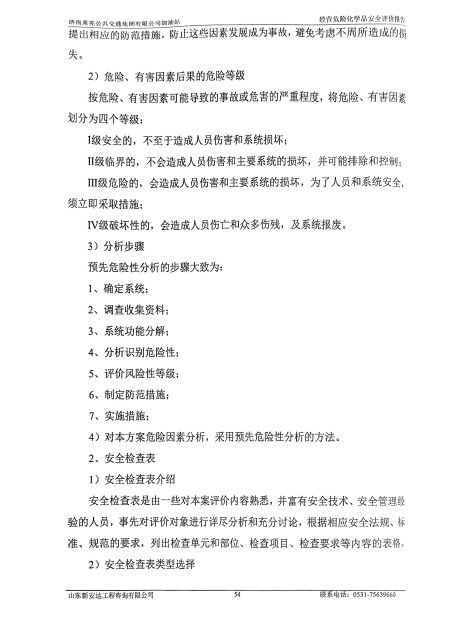 济南莱芜公共交通集团有限公司加油站 经营危险化学品安全评价报告
提出相应的防范措施，防止这些因素发展成为事故，避免考虑不周所造成的损
失。
2）危险、有害因素后果的危险等级
按危险、有害因素可能导致的事故或危害的严重程度，将危险、有害因素
划分为四个等级：
I级安全的，不至于造成人员伤害和系统损坏；
II级临界的，不会造成人员伤害和主要系统的损坏，并可能排除和控制；
III级危险的，会造成人员伤害和主要系统的损坏，为了人员和系统安全，
须立即采取措施；
IV级破坏性的，会造成人员伤亡和众多伤残，及系统报废。
3）分析步骤
预先危险性分析的步骤大致为：
1、确定系统；
2、调查收集资料；
3、系统功能分解；
4、分析识别危险性；
5、评价风险性等级；
6、制定防范措施；
7、实施措施；
4）对本方案危险因素分析，采用预先危险性分析的方法。
2、安全检查表
1）安全检查表介绍
安全检查表是由一些对本案评价内容熟悉，并富有安全技术、安全管理经
验的人员，事先对评价对象进行详尽分析和充分讨论，根据相应安全法规、标
准、规范的要求，列出检查单元和部位、检查项目、检查要求等内容的表格。
2）安全检查表类型选择
山东新安达工程咨询有限公司 54 联系电话：0531-75639660